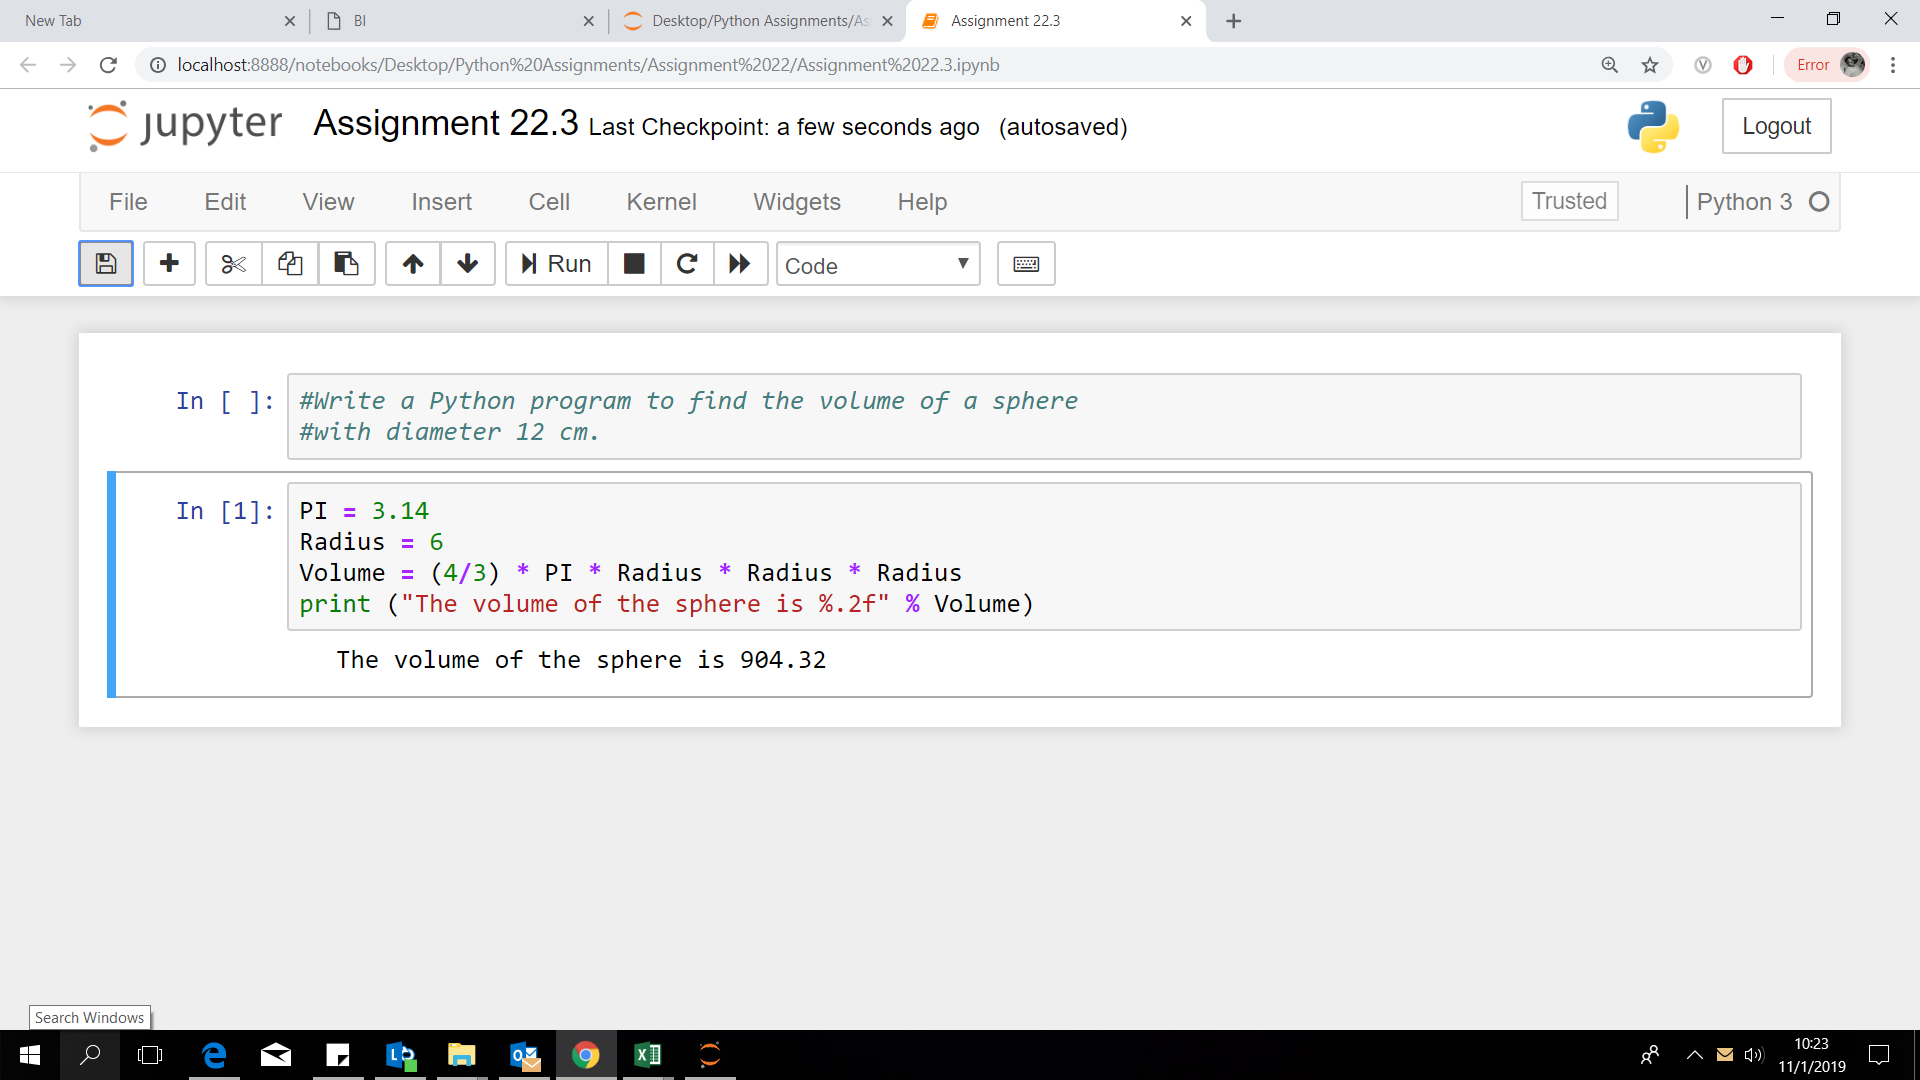 New Tab
BI
Desktop/Python Assignments/As
Assignment 22.3
localhost:8888/notebooks/Desktop/Python%20Assignments/Assignment%2022/Assignment%2022.3.ipynb
Error
jupyter Assignment 22.3 Last Checkpoint: a few seconds ago (autosaved)
Logout
File Edit View Insert Cell Kernel Widgets Help
Trusted
Python 3
Run
Code
In [ ]: #Write a Python program to find the volume of a sphere
#with diameter 12 cm.
In [1]: PI = 3.14
Radius = 6
Volume = (4/3) * PI * Radius * Radius * Radius
print ("The volume of the sphere is %.2f" % Volume)
The volume of the sphere is 904.32
Search Windows
10:23
11/1/2019